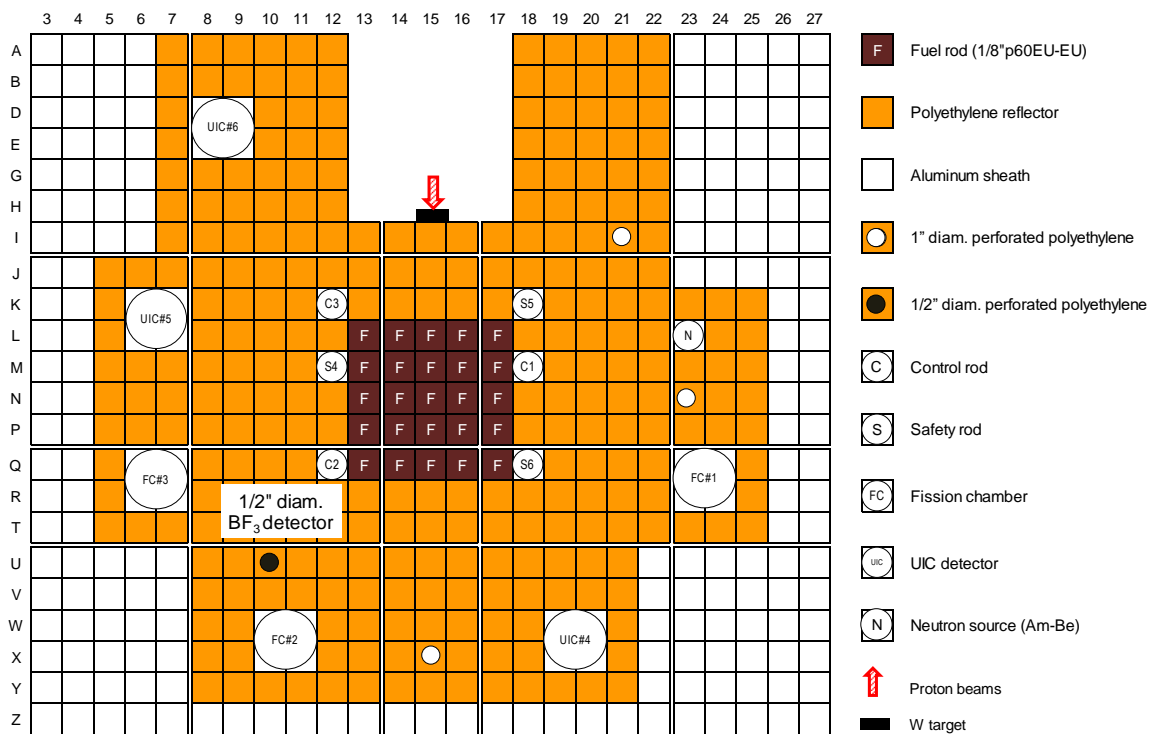 3 4 5 6 7 8 9 10 11 12 13 14 15 16 17 18 19 20 21 22 23 24 25 26 27
A
F Fuel rod (1/8"p60EU-EU)
B
D
Polyethylene reflector
UIC#6
E
G
Aluminum sheath
H
I
1” diam. perforated polyethylene
J
K C3 S5
UIC#5
1/2” diam. perforated polyethylene
L F F F F F N
M S4 F F F F F C1
C Control rod
N F F F F F
P F F F F F
S Safety rod
Q C2 F F F F F S6
FC#3 FC#1
R
1/2" diam.
BF3 detector
FC Fission chamber
T
U
UIC UIC detector
V
W
N Neutron source (Am-Be)
FC#2 UIC#4
X
Y
Proton beams
Z
W target